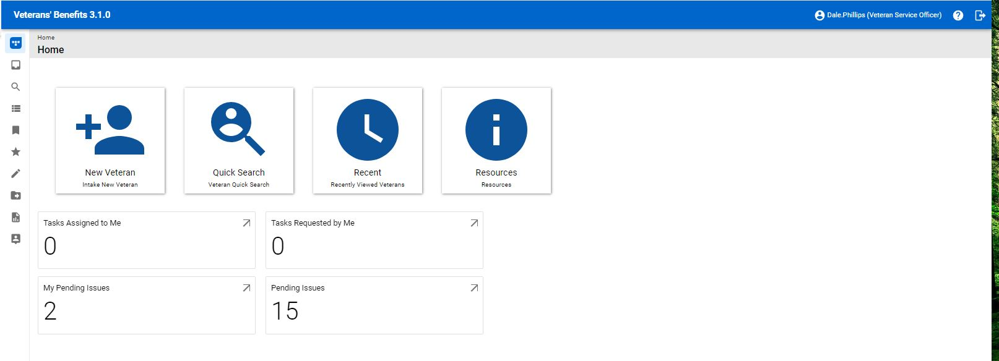 Veterans' Benefits 3.1.0
Dale.Phillips (Veteran Service Officer)
Home
Home
New Veteran
Intake New Veteran
Quick Search
Veteran Quick Search
Recent
Recently Viewed Veterans
Resources
Resources
Tasks Assigned to Me
0
Tasks Requested by Me
0
My Pending Issues
2
Pending Issues
15